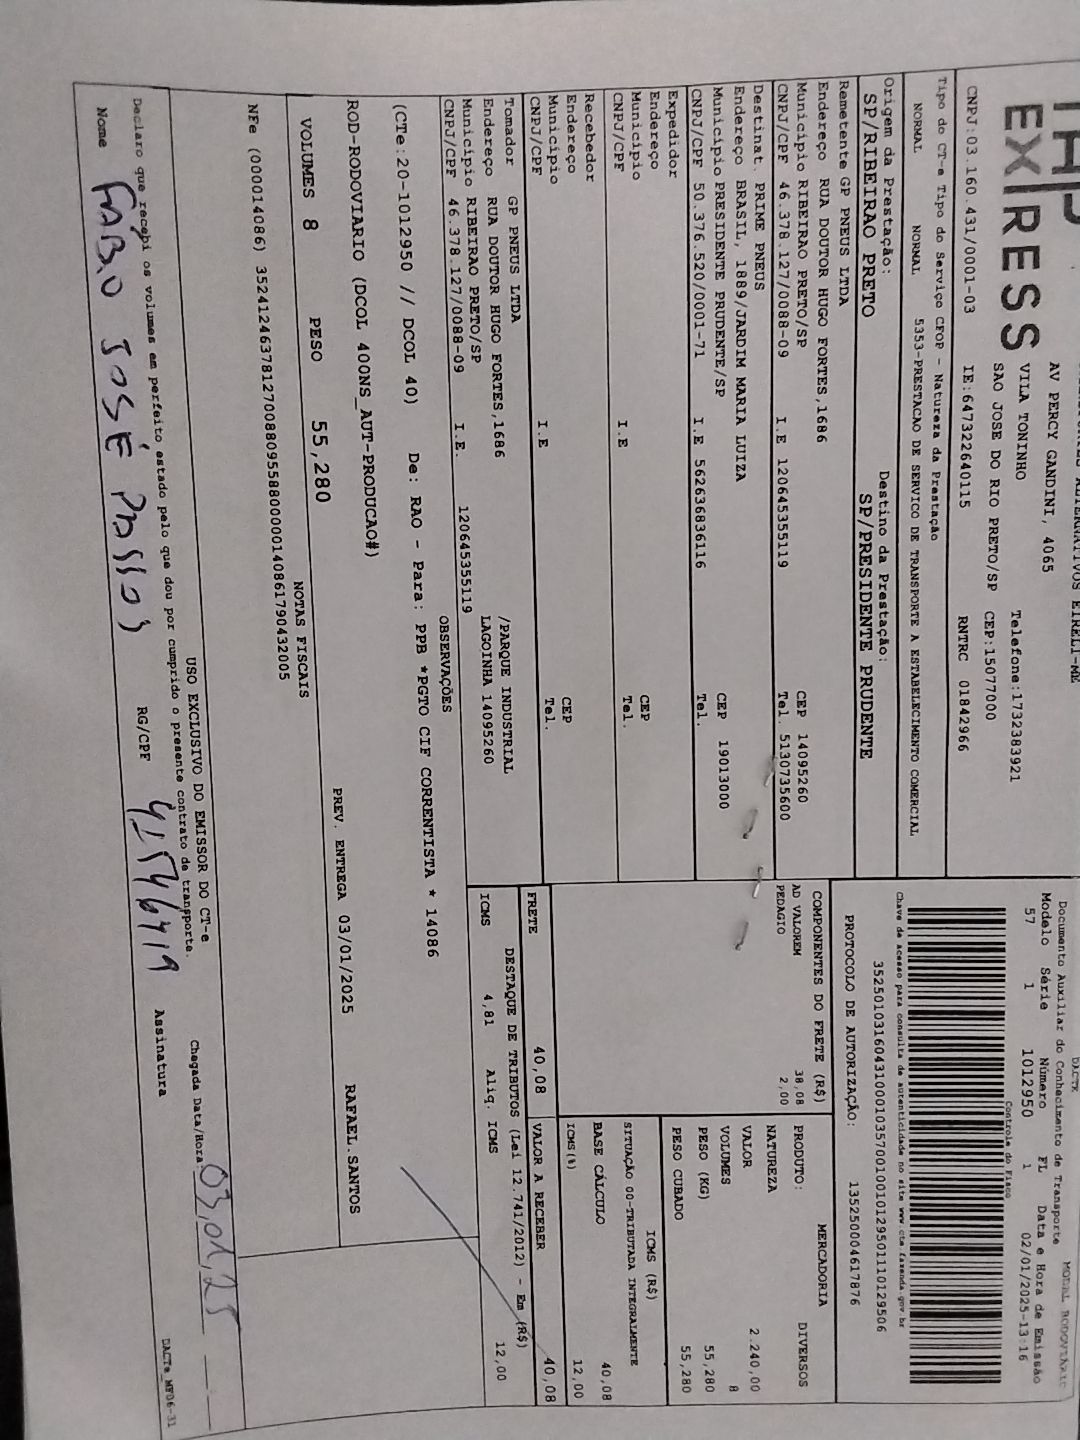 EXPRESS
AV PERCY GANDINI, 4065
VILA TONINHO Telefone:1732383921
SAO JOSE DO RIO PRETO/SP CEP:15077000
CNPJ:03.160.431/0001-03 IE:647322640115 RNTRC 01842966
Tipo do CT-e Tipo do Serviço CFOP - Natureza da Prestação
NORMAL NORMAL 5353-PRESTACAO DE SERVICO DE TRANSPORTE A ESTABELECIMENTO COMERCIAL
Origem da Prestação: Destino da Prestação:
SP/RIBEIRAO PRETO SP/PRESIDENTE PRUDENTE
DACTE
Documento Auxiliar do Conhecimento de Transporte MODAL RODOVIÁRIO
Modelo Série Número FL Data e Hora de Emissão
57 1 1012950 1 02/01/2025-13:16
Controle do Fisco
Chave de acesso para consulta de autenticidade no site www.cte.fazenda.gov.br
35250103160431000103570010010129501110129506
PROTOCOLO DE AUTORIZAÇÃO: 135250004617876
Remetente GP PNEUS LTDA
Endereço RUA DOUTOR HUGO FORTES,1686
Municipio RIBEIRAO PRETO/SP CEP 14095260
CNPJ/CPF 46.378.127/0088-09 I.E 120645355119 Tel. 5130735600
Destinat. PRIME PNEUS
Endereço BRASIL, 1889/JARDIM MARIA LUIZA
Municipio PRESIDENTE PRUDENTE/SP CEP 19013000
CNPJ/CPF 50.376.520/0001-71 I.E 562636836116 Tel.
Expedidor
Endereço
Municipio CEP
CNPJ/CPF I.E Tel.
Recebedor
Endereço
Municipio CEP
CNPJ/CPF I.E Tel.
Tomador GP PNEUS LTDA
Endereço RUA DOUTOR HUGO FORTES,1686 /PARQUE INDUSTRIAL
Municipio RIBEIRAO PRETO/SP LAGOINHA 14095260
CNPJ/CPF 46.378.127/0088-09 I.E. 120645355119
COMPONENTES DO FRETE (R$)
AD VALOREM 38,08
PEDAGIO 2,00
PRODUTO: MERCADORIA
NATUREZA DIVERSOS
VALOR 2.240,00
VOLUMES 8
PESO (KG) 55,280
PESO CUBADO 55,280
ICMS (R$)
SITUAÇÃO 00-TRIBUTADA INTEGRALMENTE
BASE CÁLCULO 40,08
ICMS(%) 12,00
FRETE 40,08 VALOR A RECEBER 40,08
DESTAQUE DE TRIBUTOS (Lei 12.741/2012) - Em (R$)
ICMS 4,81 Aliq. ICMS 12,00
OBSERVAÇÕES
(CTe:20-1012950 // DCOL 40) De: RAO - Para: PPB *PGTO CIF CORRENTISTA * 14086
ROD-RODOVIARIO (DCOL 40ONS_AUT-PRODUCAO#)
PREV. ENTREGA 03/01/2025 RAFAEL.SANTOS
VOLUMES 8 PESO 55,280
NOTAS FISCAIS
NFe (000014086) 35241246378127008809558800000140861790432005
USO EXCLUSIVO DO EMISSOR DO CT-e
Declaro que recebi os volumes em perfeito estado pelo que dou por cumprido o presente contrato de transporte.
Chegada Data/Hora 03,01,25
Nome FABIO JOSÉ PASSOS RG/CPF Assinatura
DACTe_MF06-31